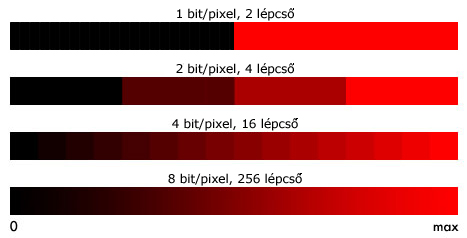 1 bit/pixel, 2 lépcső
2 bit/pixel, 4 lépcső
4 bit/pixel, 16 lépcső
8 bit/pixel, 256 lépcső
0 max